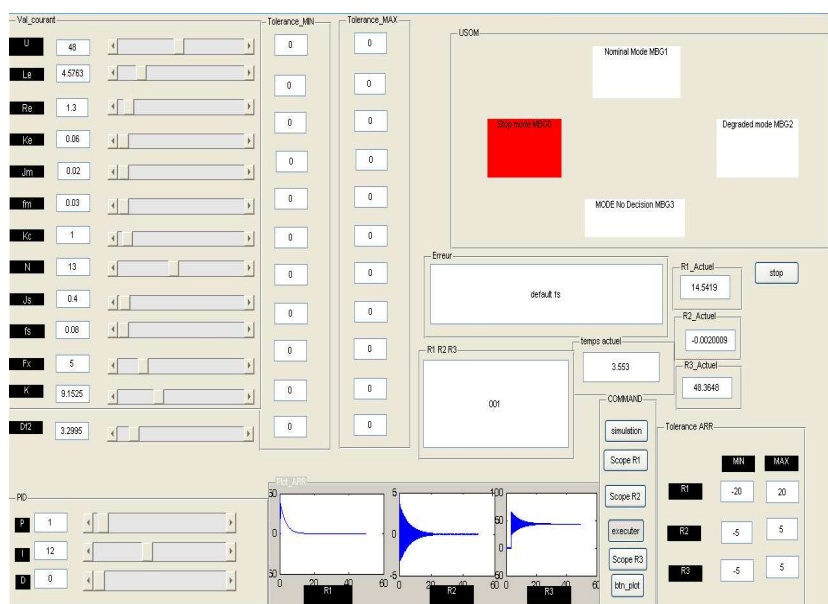 Val_courant
Tolerance_MIN
Tolerance_MAX
U 48 0 0
Le 4.5763 0 0
Re 1.3 0 0
Ke 0.06 0 0
Jm 0.02 0 0
fm 0.03 0 0
Kc 1 0 0
N 13 0 0
Js 0.4 0 0
fs 0.08 0 0
Fx 5 0 0
K 9.1525 0 0
Df2 3.2995 0 0
USOM
Nominal Mode MBG1
Stop mode MBG0
Degraded mode MBG2
MODE No Decision MBG3
Erreur
default fs
R1_Actuel
14.5419
stop
R2_Actuel
-0.0020009
R3_Actuel
48.3648
temps actuel
3.553
R1 R2 R3
001
COMMAND
simulation
Scope R1
Scope R2
executer
Scope R3
btn_plot
Tolerance ARR
MIN MAX
R1 -20 20
R2 -5 5
R3 -5 5
PID
P 1
I 12
D 0
Plot_ARR
50
0
50
0 20 40 60
R1
5
0
-5
0 20 40 60
R2
100
50
0
50
0 20 40 60
R3